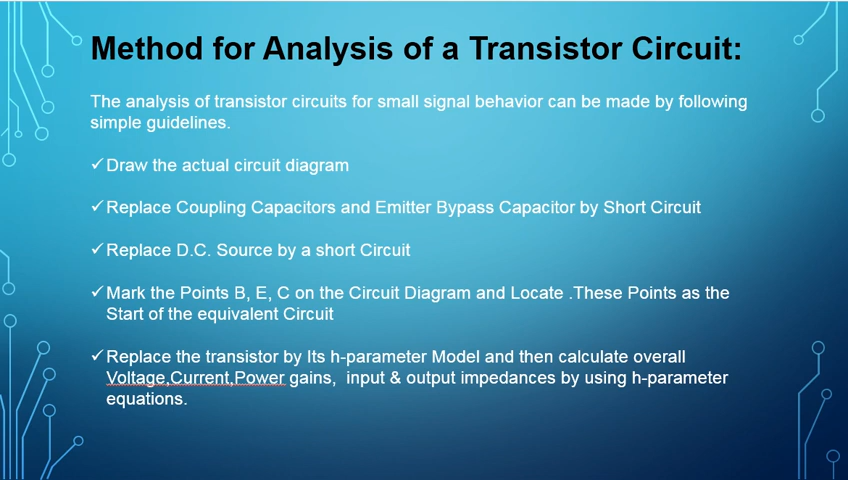 Method for Analysis of a Transistor Circuit:
The analysis of transistor circuits for small signal behavior can be made by following
simple guidelines.
✓Draw the actual circuit diagram
✓Replace Coupling Capacitors and Emitter Bypass Capacitor by Short Circuit
✓Replace D.C. Source by a short Circuit
✓Mark the Points B, E, C on the Circuit Diagram and Locate .These Points as the
Start of the equivalent Circuit
✓Replace the transistor by Its h-parameter Model and then calculate overall
Voltage,Current,Power gains,  input & output impedances by using h-parameter
equations.